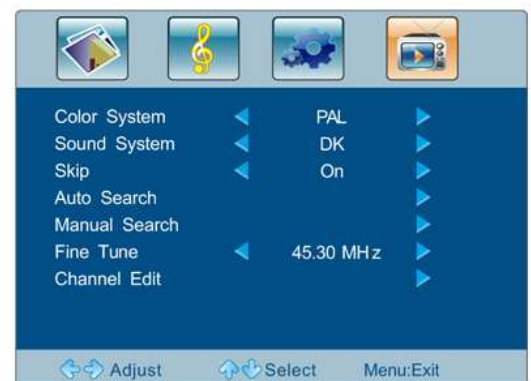 Color System PAL
Sound System DK
Skip On
Auto Search
Manual Search
Fine Tune 45.30 MHz
Channel Edit
Adjust Select Menu:Exit